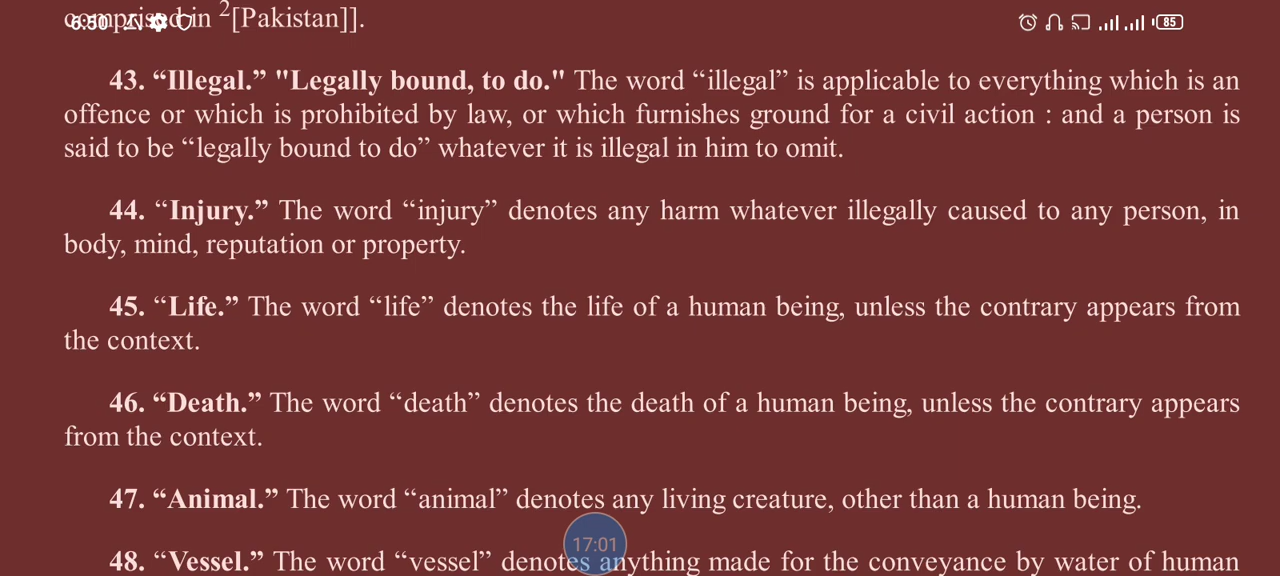 comprised in 2[Pakistan]].
6:50
85
43. “Illegal.” "Legally bound, to do." The word “illegal” is applicable to everything which is an
offence or which is prohibited by law, or which furnishes ground for a civil action : and a person is
said to be “legally bound to do” whatever it is illegal in him to omit.
44. “Injury.” The word “injury” denotes any harm whatever illegally caused to any person, in
body, mind, reputation or property.
45. “Life.” The word “life” denotes the life of a human being, unless the contrary appears from
the context.
46. “Death.” The word “death” denotes the death of a human being, unless the contrary appears
from the context.
47. “Animal.” The word “animal” denotes any living creature, other than a human being.
17:01
48. “Vessel.” The word “vessel” denotes anything made for the conveyance by water of human